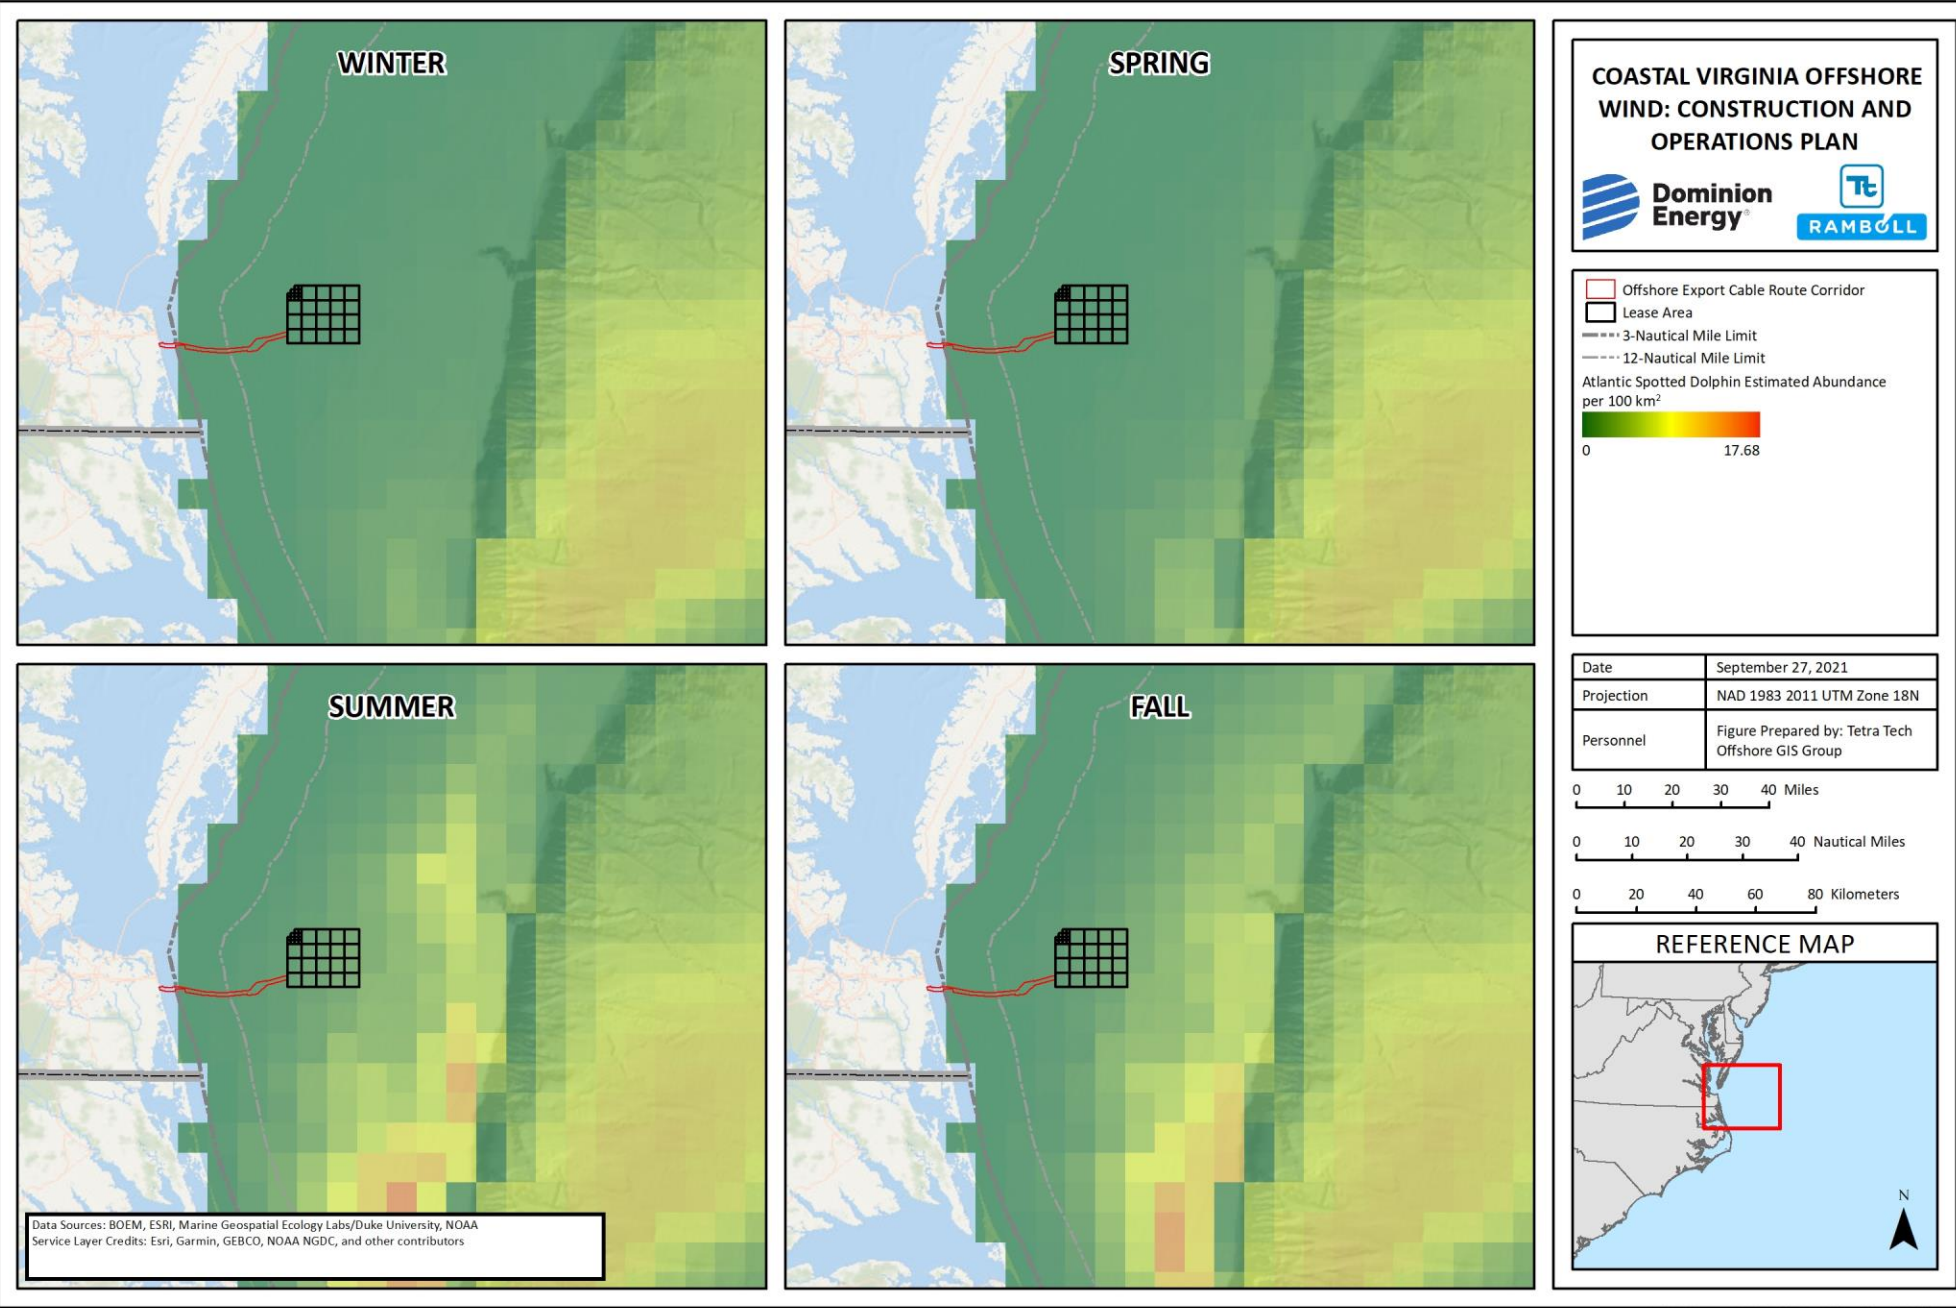 WINTER
SPRING
SUMMER
FALL
Data Sources: BOEM, ESRI, Marine Geospatial Ecology Labs/Duke University, NOAA
Service Layer Credits: Esri, Garmin, GEBCO, NOAA NGDC, and other contributors
COASTAL VIRGINIA OFFSHORE
WIND: CONSTRUCTION AND
OPERATIONS PLAN
Dominion
Energy®
Tt
RAMBOLL
Offshore Export Cable Route Corridor
Lease Area
3-Nautical Mile Limit
12-Nautical Mile Limit
Atlantic Spotted Dolphin Estimated Abundance
per 100 km²
0 17.68
Date September 27, 2021
Projection NAD 1983 2011 UTM Zone 18N
Personnel Figure Prepared by: Tetra Tech
Offshore GIS Group
0 10 20 30 40 Miles
0 10 20 30 40 Nautical Miles
0 20 40 60 80 Kilometers
REFERENCE MAP
N